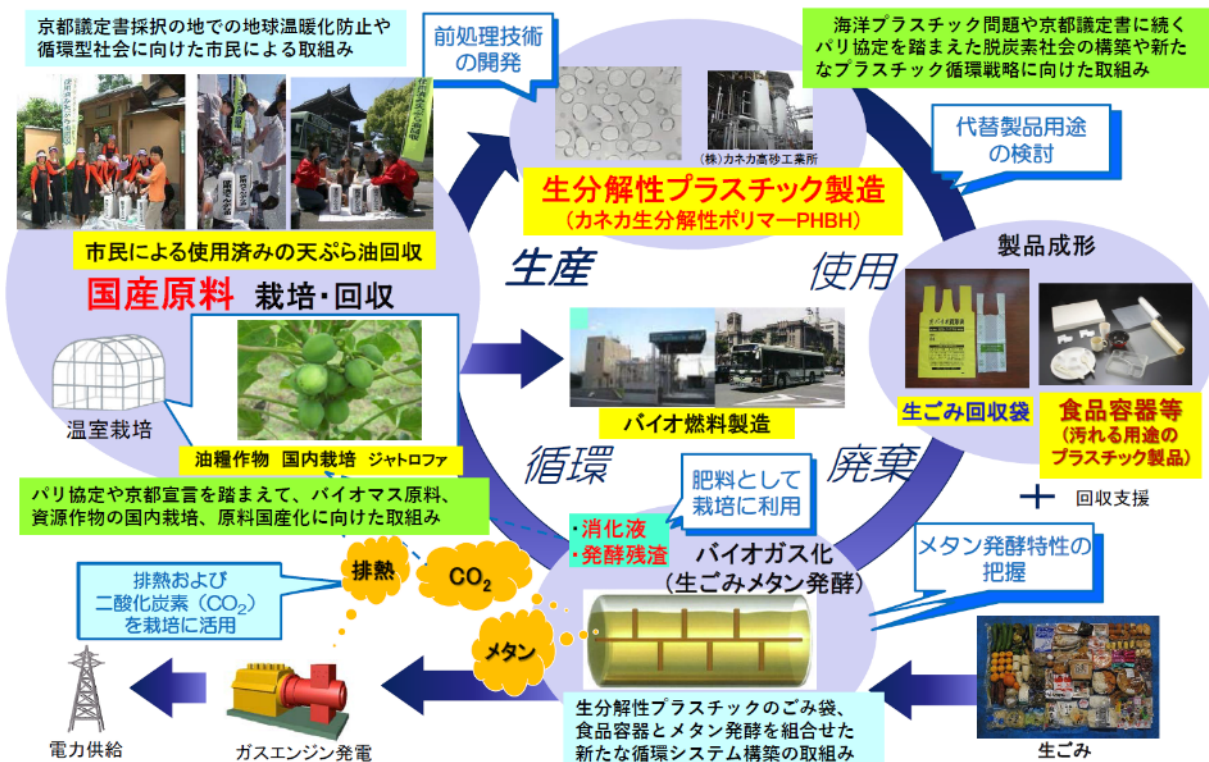 京都議定書採択の地での地球温暖化防止や
循環型社会に向けた市民による取組み
前処理技術
の開発
海洋プラスチック問題や京都議定書に続く
パリ協定を踏まえた脱炭素社会の構築や新た
なプラスチック循環戦略に向けた取組み
(株)カネカ高砂工業所
代替製品用途
の検討
生分解性プラスチック製造
(カネカ生分解性ポリマーPHBH)
市民による使用済みの天ぷら油回収
国産原料 栽培・回収
生産
使用
製品成形
温室栽培
油糧作物 国内栽培 ジャトロファ
バイオ燃料製造
生ごみ回収袋
食品容器等
(汚れる用途の
プラスチック製品)
循環
廃棄
パリ協定や京都宣言を踏まえて、バイオマス原料、
資源作物の国内栽培、原料国産化に向けた取組み
肥料として
栽培に利用
+ 回収支援
・消化液
・発酵残渣
バイオガス化
(生ごみメタン発酵)
メタン発酵特性の
把握
排熱
CO₂
メタン
排熱および
二酸化炭素(CO₂)
を栽培に活用
電力供給
ガスエンジン発電
生分解性プラスチックのごみ袋、
食品容器とメタン発酵を組合せた
新たな循環システム構築の取組み
生ごみ